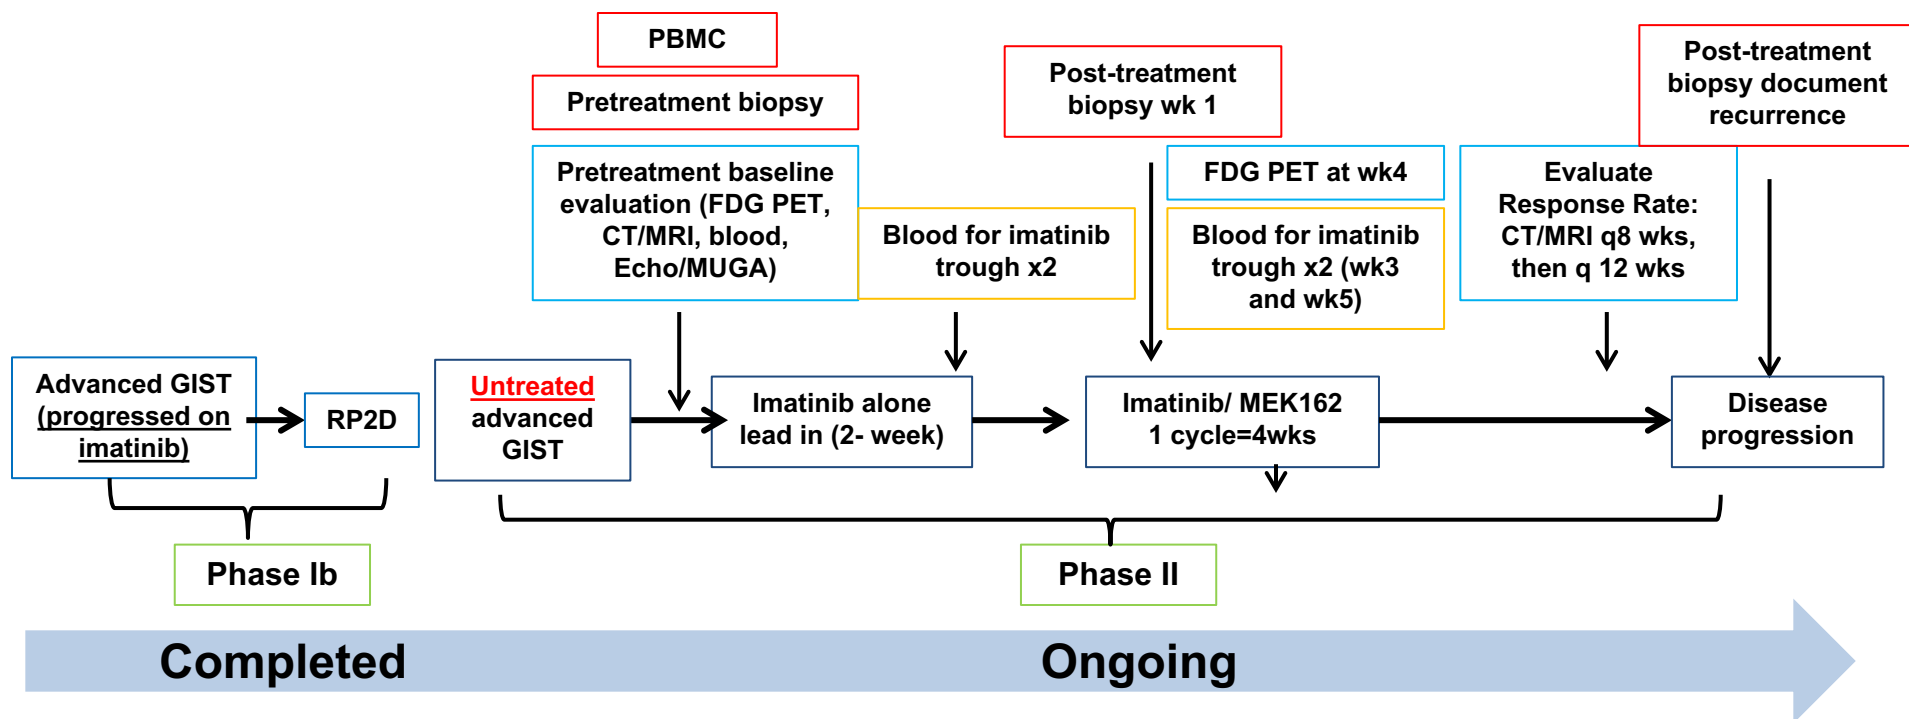 PBMC
Pretreatment biopsy
Pretreatment baseline
evaluation (FDG PET,
CT/MRI, blood,
Echo/MUGA)
Blood for imatinib
trough x2
Post-treatment
biopsy wk 1
FDG PET at wk4
Blood for imatinib
trough x2 (wk3
and wk5)
Evaluate
Response Rate:
CT/MRI q8 wks,
then q 12 wks
Post-treatment
biopsy document
recurrence
Advanced GIST
(progressed on
imatinib)
RP2D
Untreated
advanced
GIST
Imatinib alone
lead in (2- week)
Imatinib/ MEK162
1 cycle=4wks
Disease
progression
Phase Ib
Phase II
Completed
Ongoing